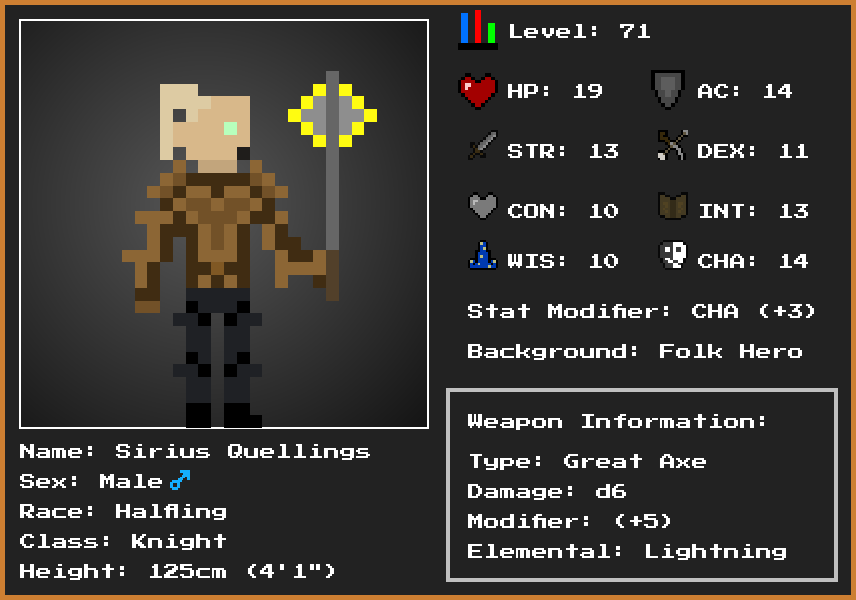 Level: 71
HP: 19
AC: 14
STR: 13
DEX: 11
CON: 10
INT: 13
WIS: 10
CHA: 14
Stat Modifier: CHA (+3)
Background: Folk Hero
Weapon Information:
Type: Great Axe
Damage: d6
Modifier: (+5)
Elemental: Lightning
Name: Sirius Quellings
Sex: Male♂
Race: Halfling
Class: Knight
Height: 125cm (4'1")